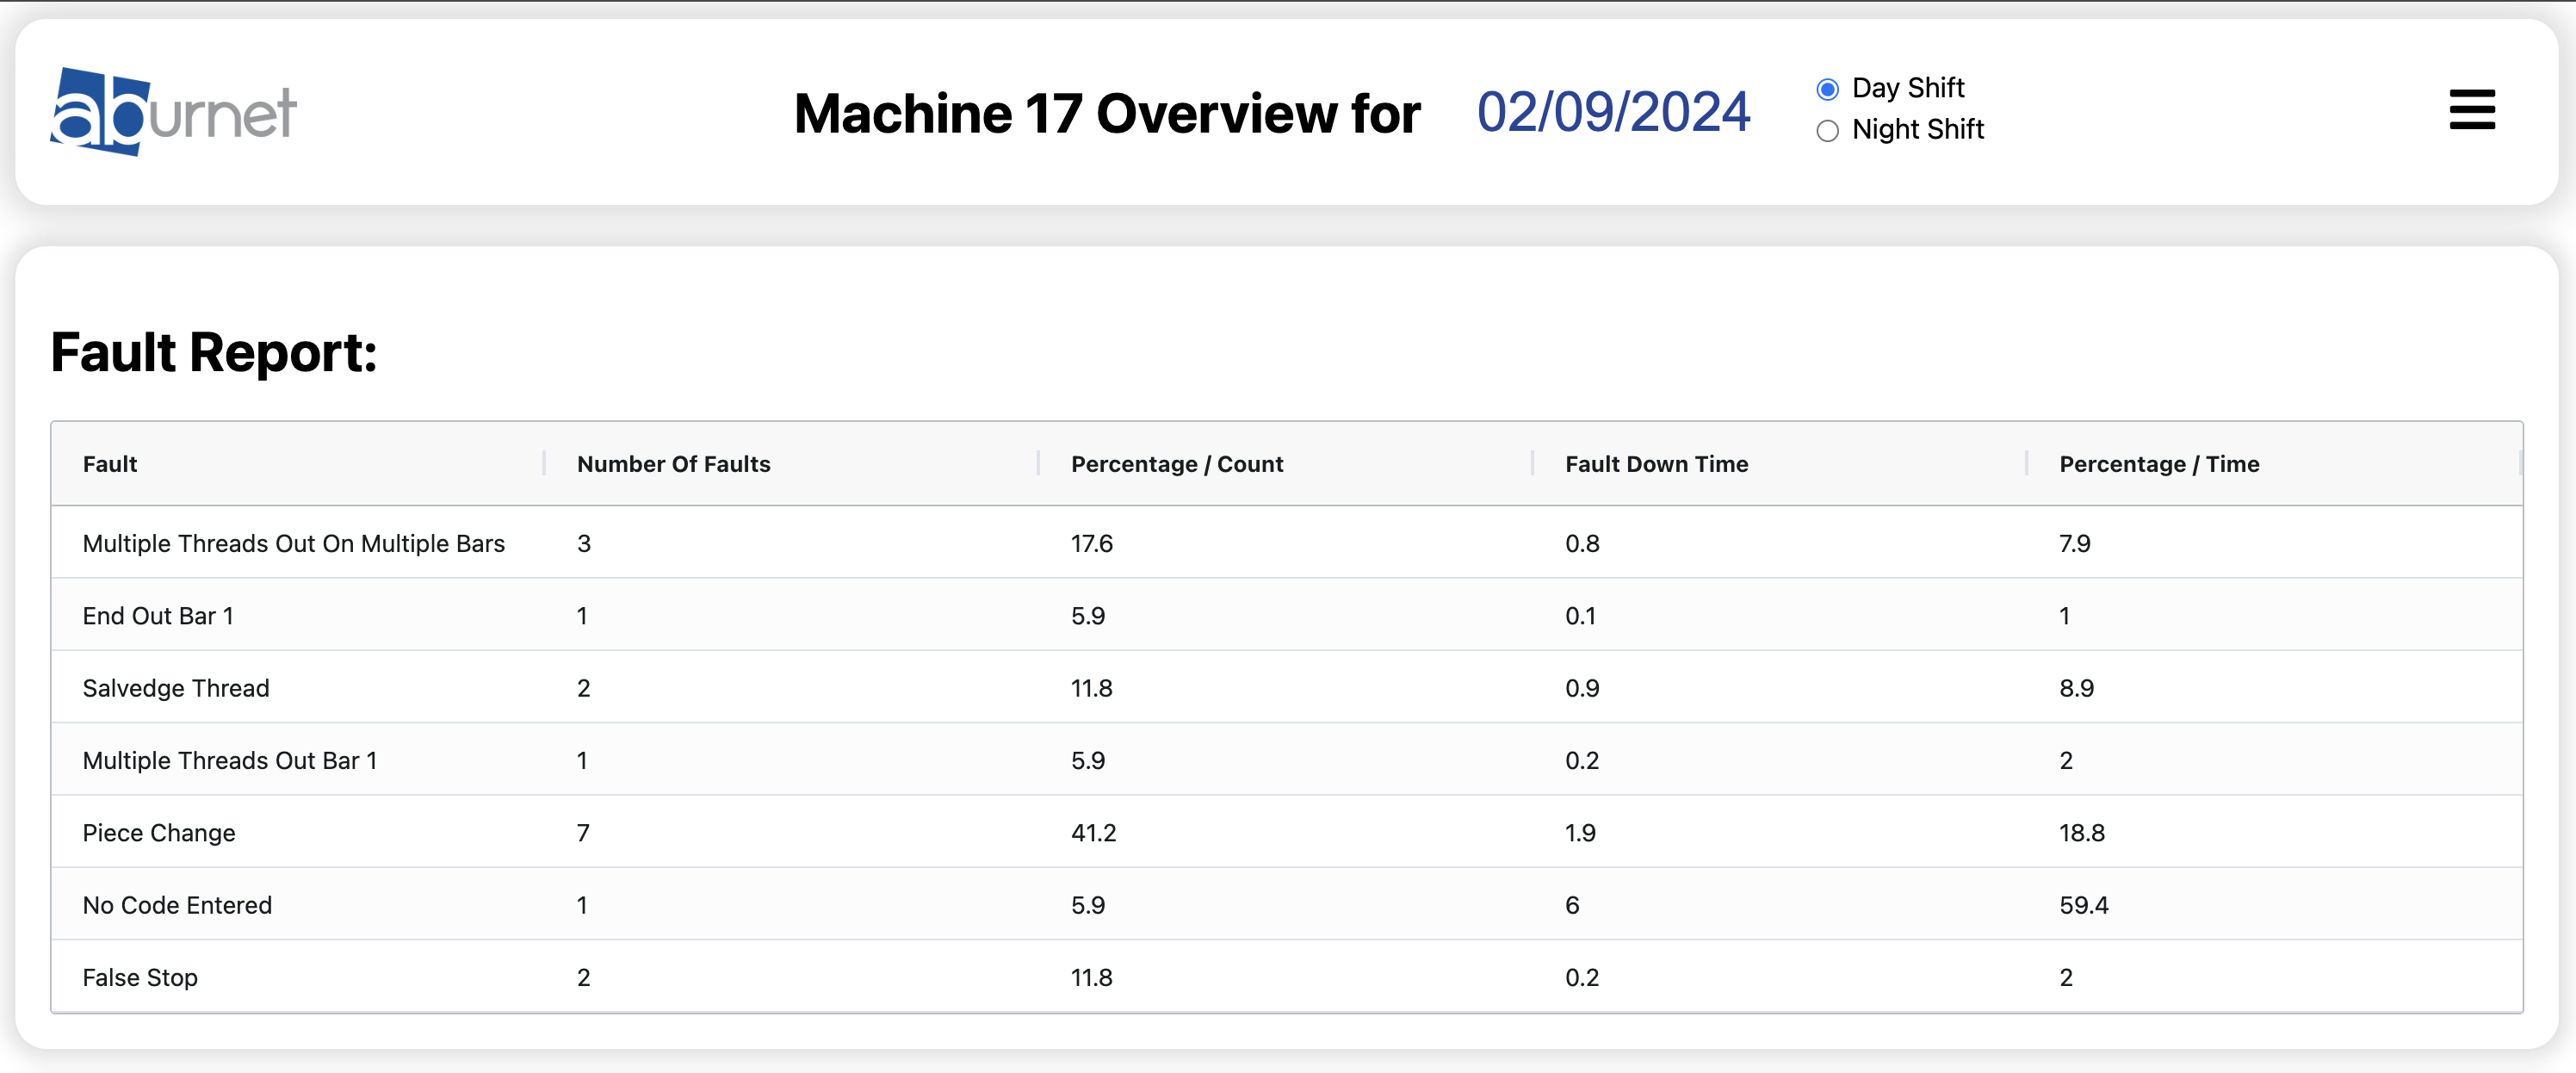 aburnet
Machine 17 Overview for 02/09/2024
Day Shift
Night Shift
Fault Report:
Fault Number Of Faults Percentage / Count Fault Down Time Percentage / Time
Multiple Threads Out On Multiple Bars 3 17.6 0.8 7.9
End Out Bar 1 1 5.9 0.1 1
Salvedge Thread 2 11.8 0.9 8.9
Multiple Threads Out Bar 1 1 5.9 0.2 2
Piece Change 7 41.2 1.9 18.8
No Code Entered 1 5.9 6 59.4
False Stop 2 11.8 0.2 2